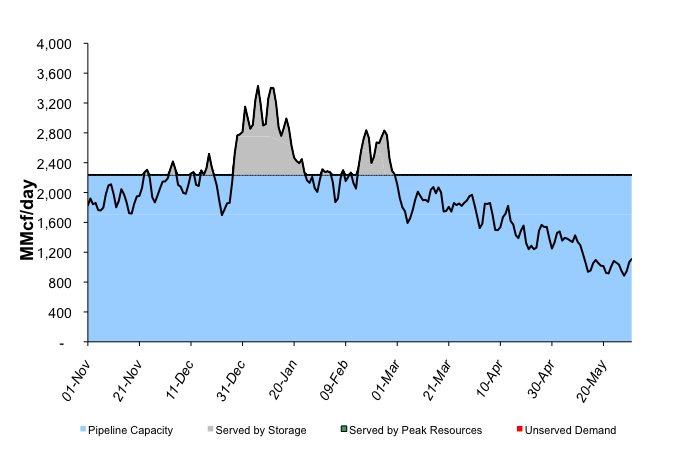 4,000
3,600
3,200
2,800
2,400
2,000
1,600
1,200
800
400
-
MMcf/day
01-Nov
21-Nov
11-Dec
31-Dec
20-Jan
09-Feb
01-Mar
21-Mar
10-Apr
30-Apr
20-May
Pipeline Capacity
Served by Storage
Served by Peak Resources
Unserved Demand